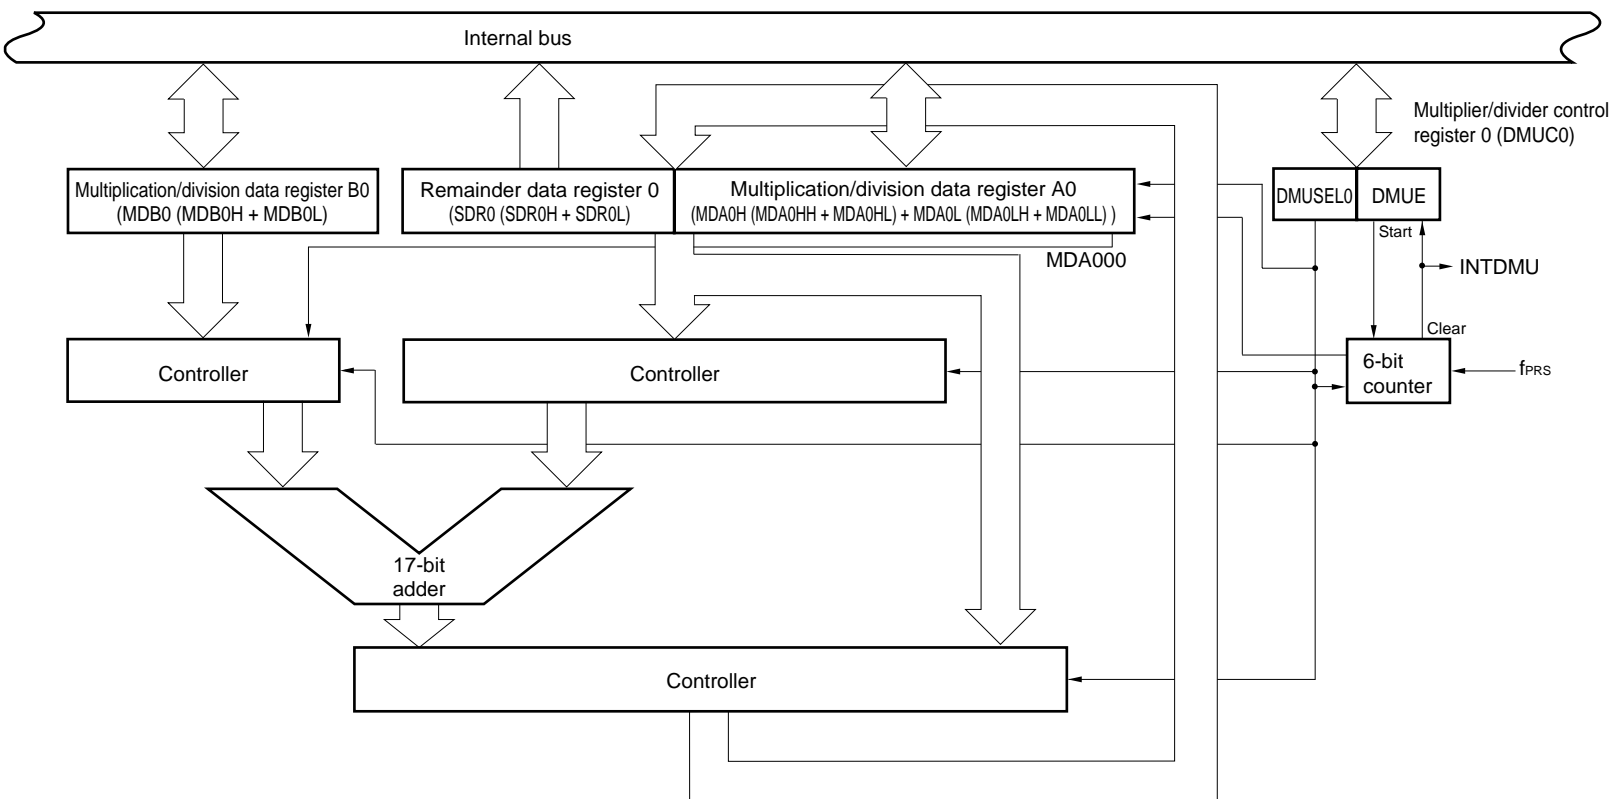 Internal bus
Multiplier/divider control
register 0 (DMUC0)
Multiplication/division data register B0
(MDB0 (MDB0H + MDB0L)
Remainder data register 0
(SDR0 (SDR0H + SDR0L)
Multiplication/division data register A0
(MDA0H (MDA0HH + MDA0HL) + MDA0L (MDA0LH + MDA0LL) )
DMUSEL0
DMUE
Start
MDA000
INTDMU
Clear
Controller
Controller
6-bit
counter
fPRS
17-bit
adder
Controller